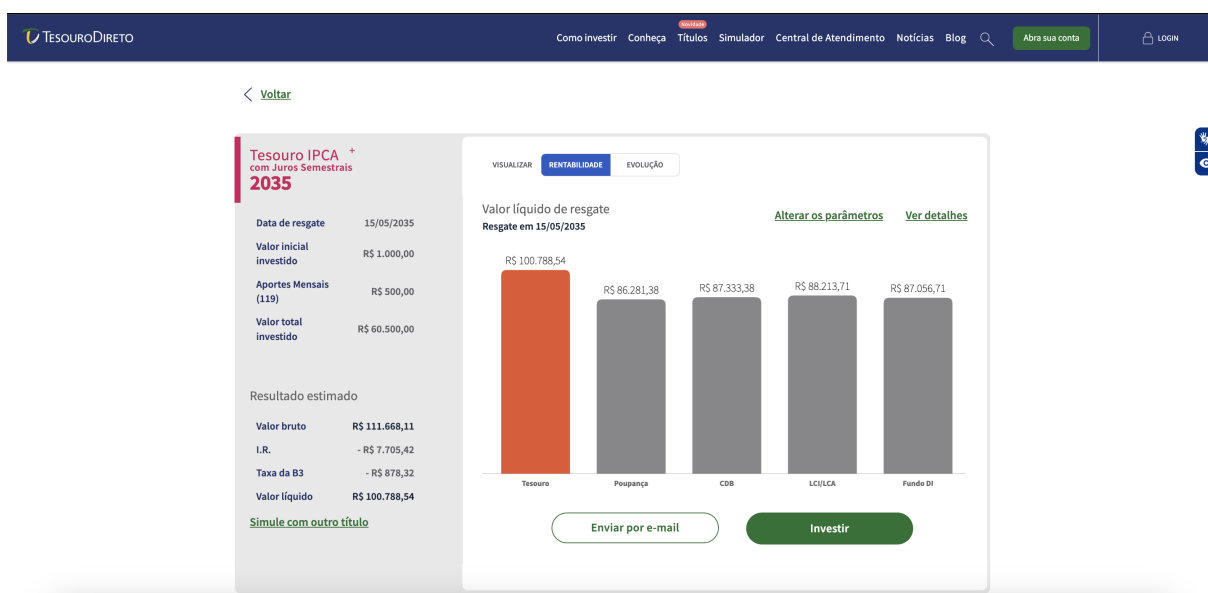 TesouroDireto
Novidade
Como investir Conheça Títulos Simulador Central de Atendimento Notícias Blog Abra sua conta LOGIN
Voltar
Tesouro IPCA +
com Juros Semestrais
2035
Data de resgate 15/05/2035
Valor inicial
investido R$ 1.000,00
Aportes Mensais
(119) R$ 500,00
Valor total
investido R$ 60.500,00
Resultado estimado
Valor bruto R$ 111.668,11
I.R. - R$ 7.705,42
Taxa da B3 - R$ 878,32
Valor líquido R$ 100.788,54
Simule com outro título
VISUALIZAR RENTABILIDADE EVOLUÇÃO
Valor líquido de resgate
Resgate em 15/05/2035
Alterar os parâmetros Ver detalhes
R$ 100.788,54 R$ 86.281,38 R$ 87.333,38 R$ 88.213,71 R$ 87.056,71
Tesouro Poupança CDB LCI/LCA Fundo DI
Enviar por e-mail Investir